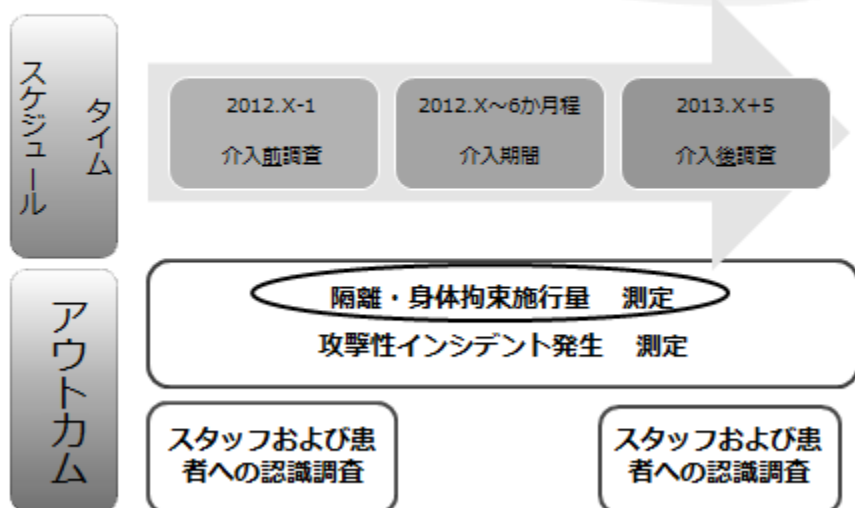 タイム
スケジュール
2012.X-1
介入前調査
2012.X～6か月程
介入期間
2013.X+5
介入後調査
アウトカム
隔離・身体拘束施行量　測定
攻撃性インシデント発生　測定
スタッフおよび患
者への認識調査
スタッフおよび患
者への認識調査